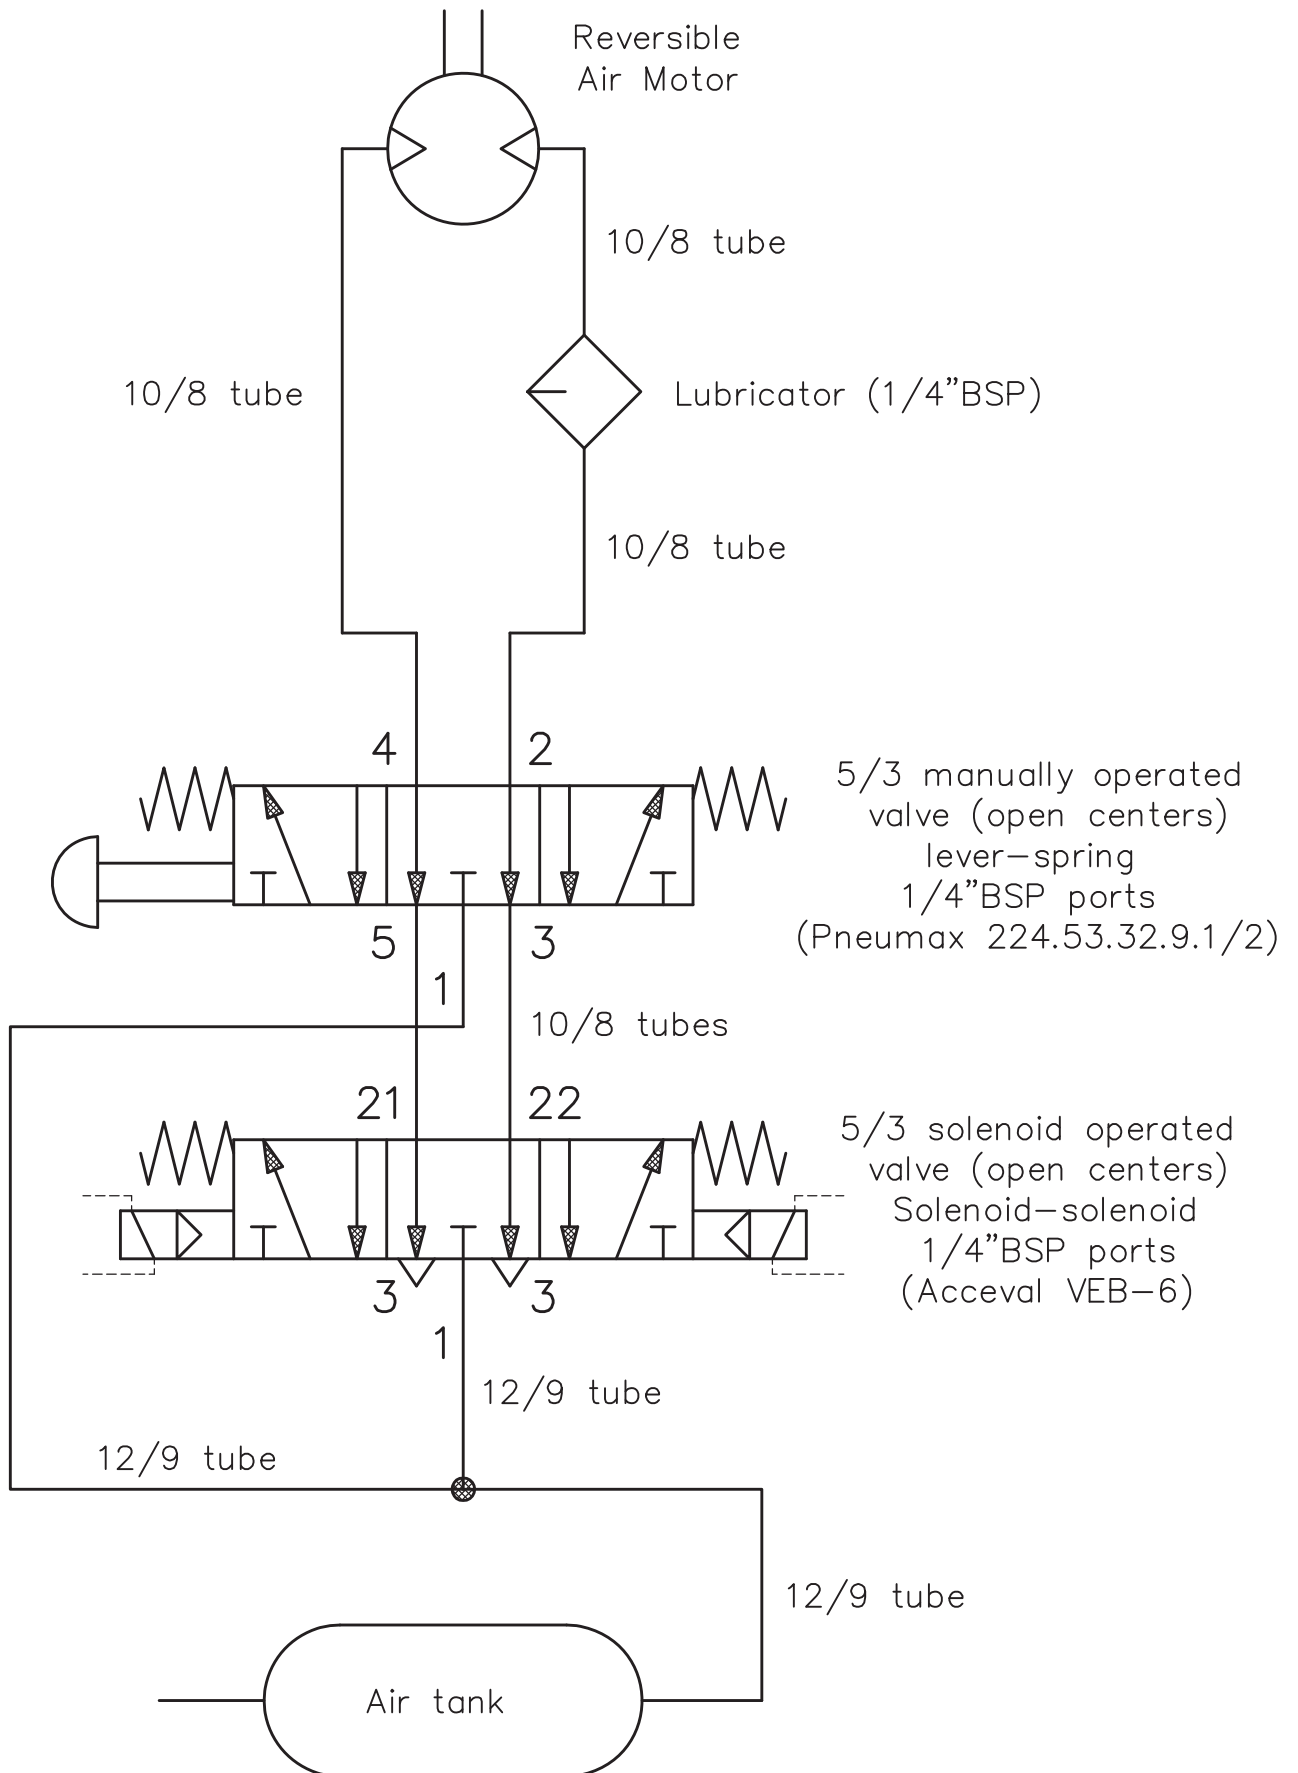 Reversible
Air Motor
10/8 tube
10/8 tube
Lubricator (1/4"BSP)
10/8 tube
4
2
5/3 manually operated
valve (open centers)
lever-spring
1/4"BSP ports
(Pneumax 224.53.32.9.1/2)
5
3
1
10/8 tubes
21
22
5/3 solenoid operated
valve (open centers)
Solenoid-solenoid
1/4"BSP ports
(Acceval VEB-6)
3
3
1
12/9 tube
12/9 tube
12/9 tube
Air tank